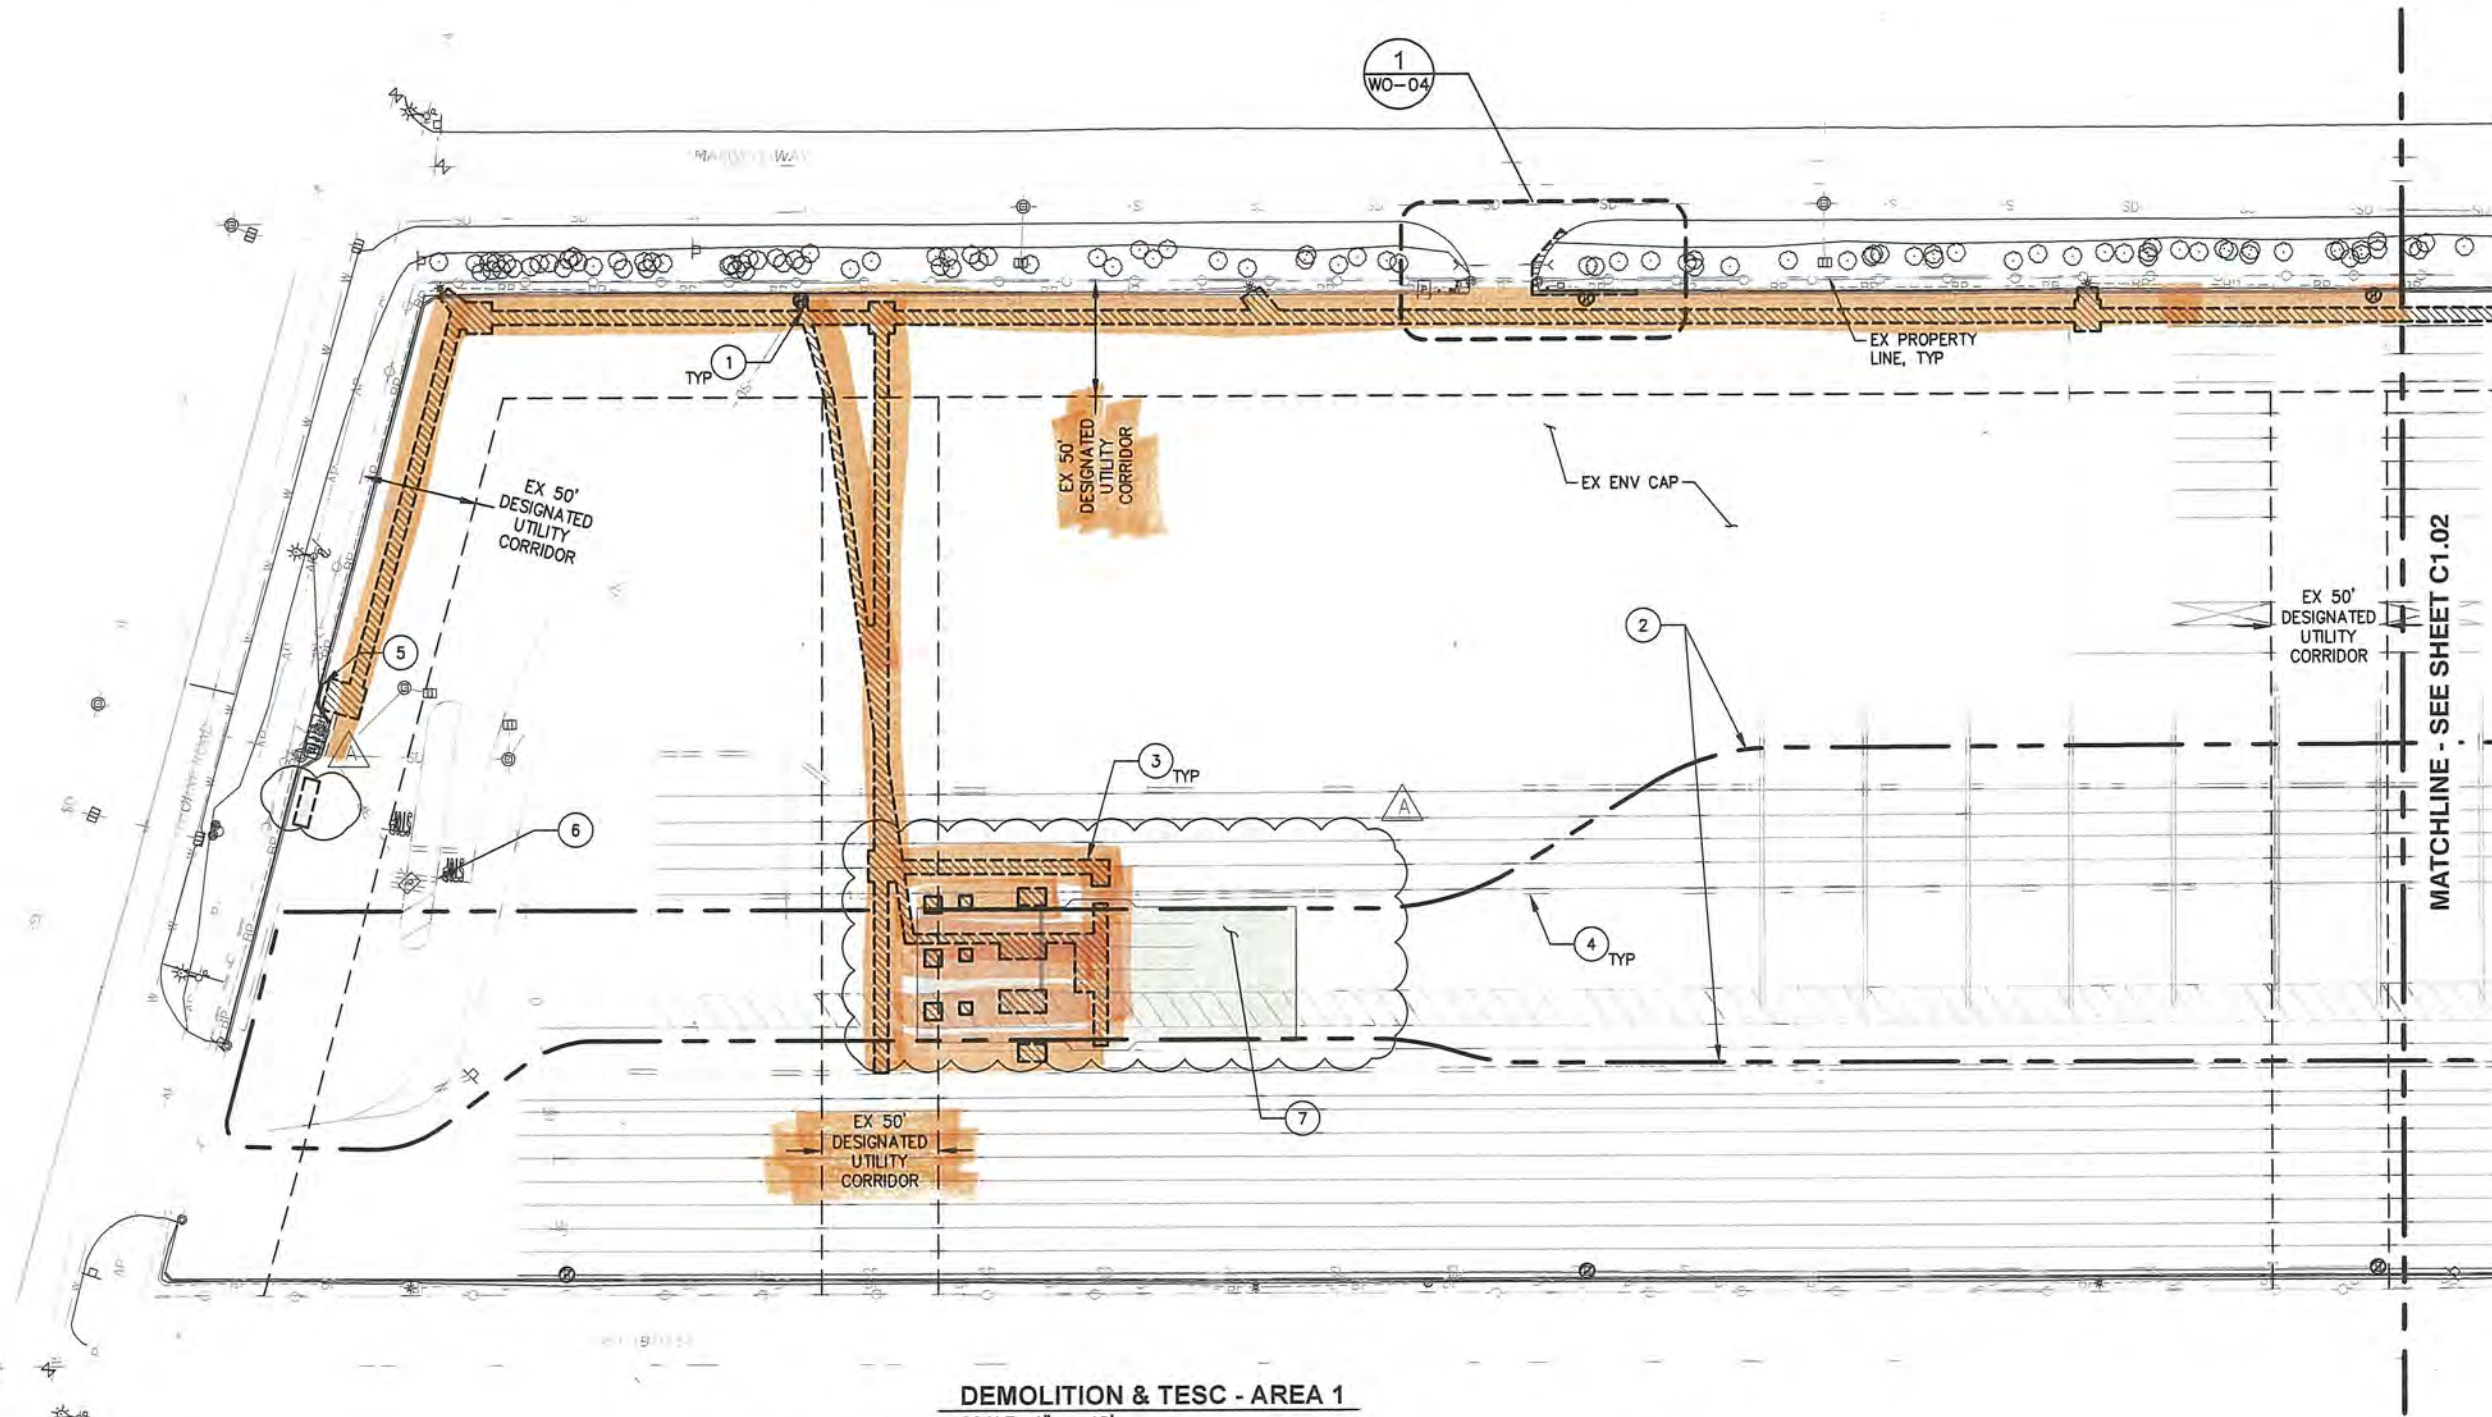 1
WO-04
WAY
1
TYP
EX PROPERTY
LINE, TYP
EX 50'
DESIGNATED
UTILITY
CORRIDOR
EX 50'
DESIGNATED
UTILITY
CORRIDOR
EX ENV CAP
MATCHLINE - SEE SHEET C1.02
EX 50'
DESIGNATED
UTILITY
CORRIDOR
2
5
A
3
TYP
A
6
4
TYP
7
EX 50'
DESIGNATED
UTILITY
CORRIDOR
DEMOLITION & TESC - AREA 1